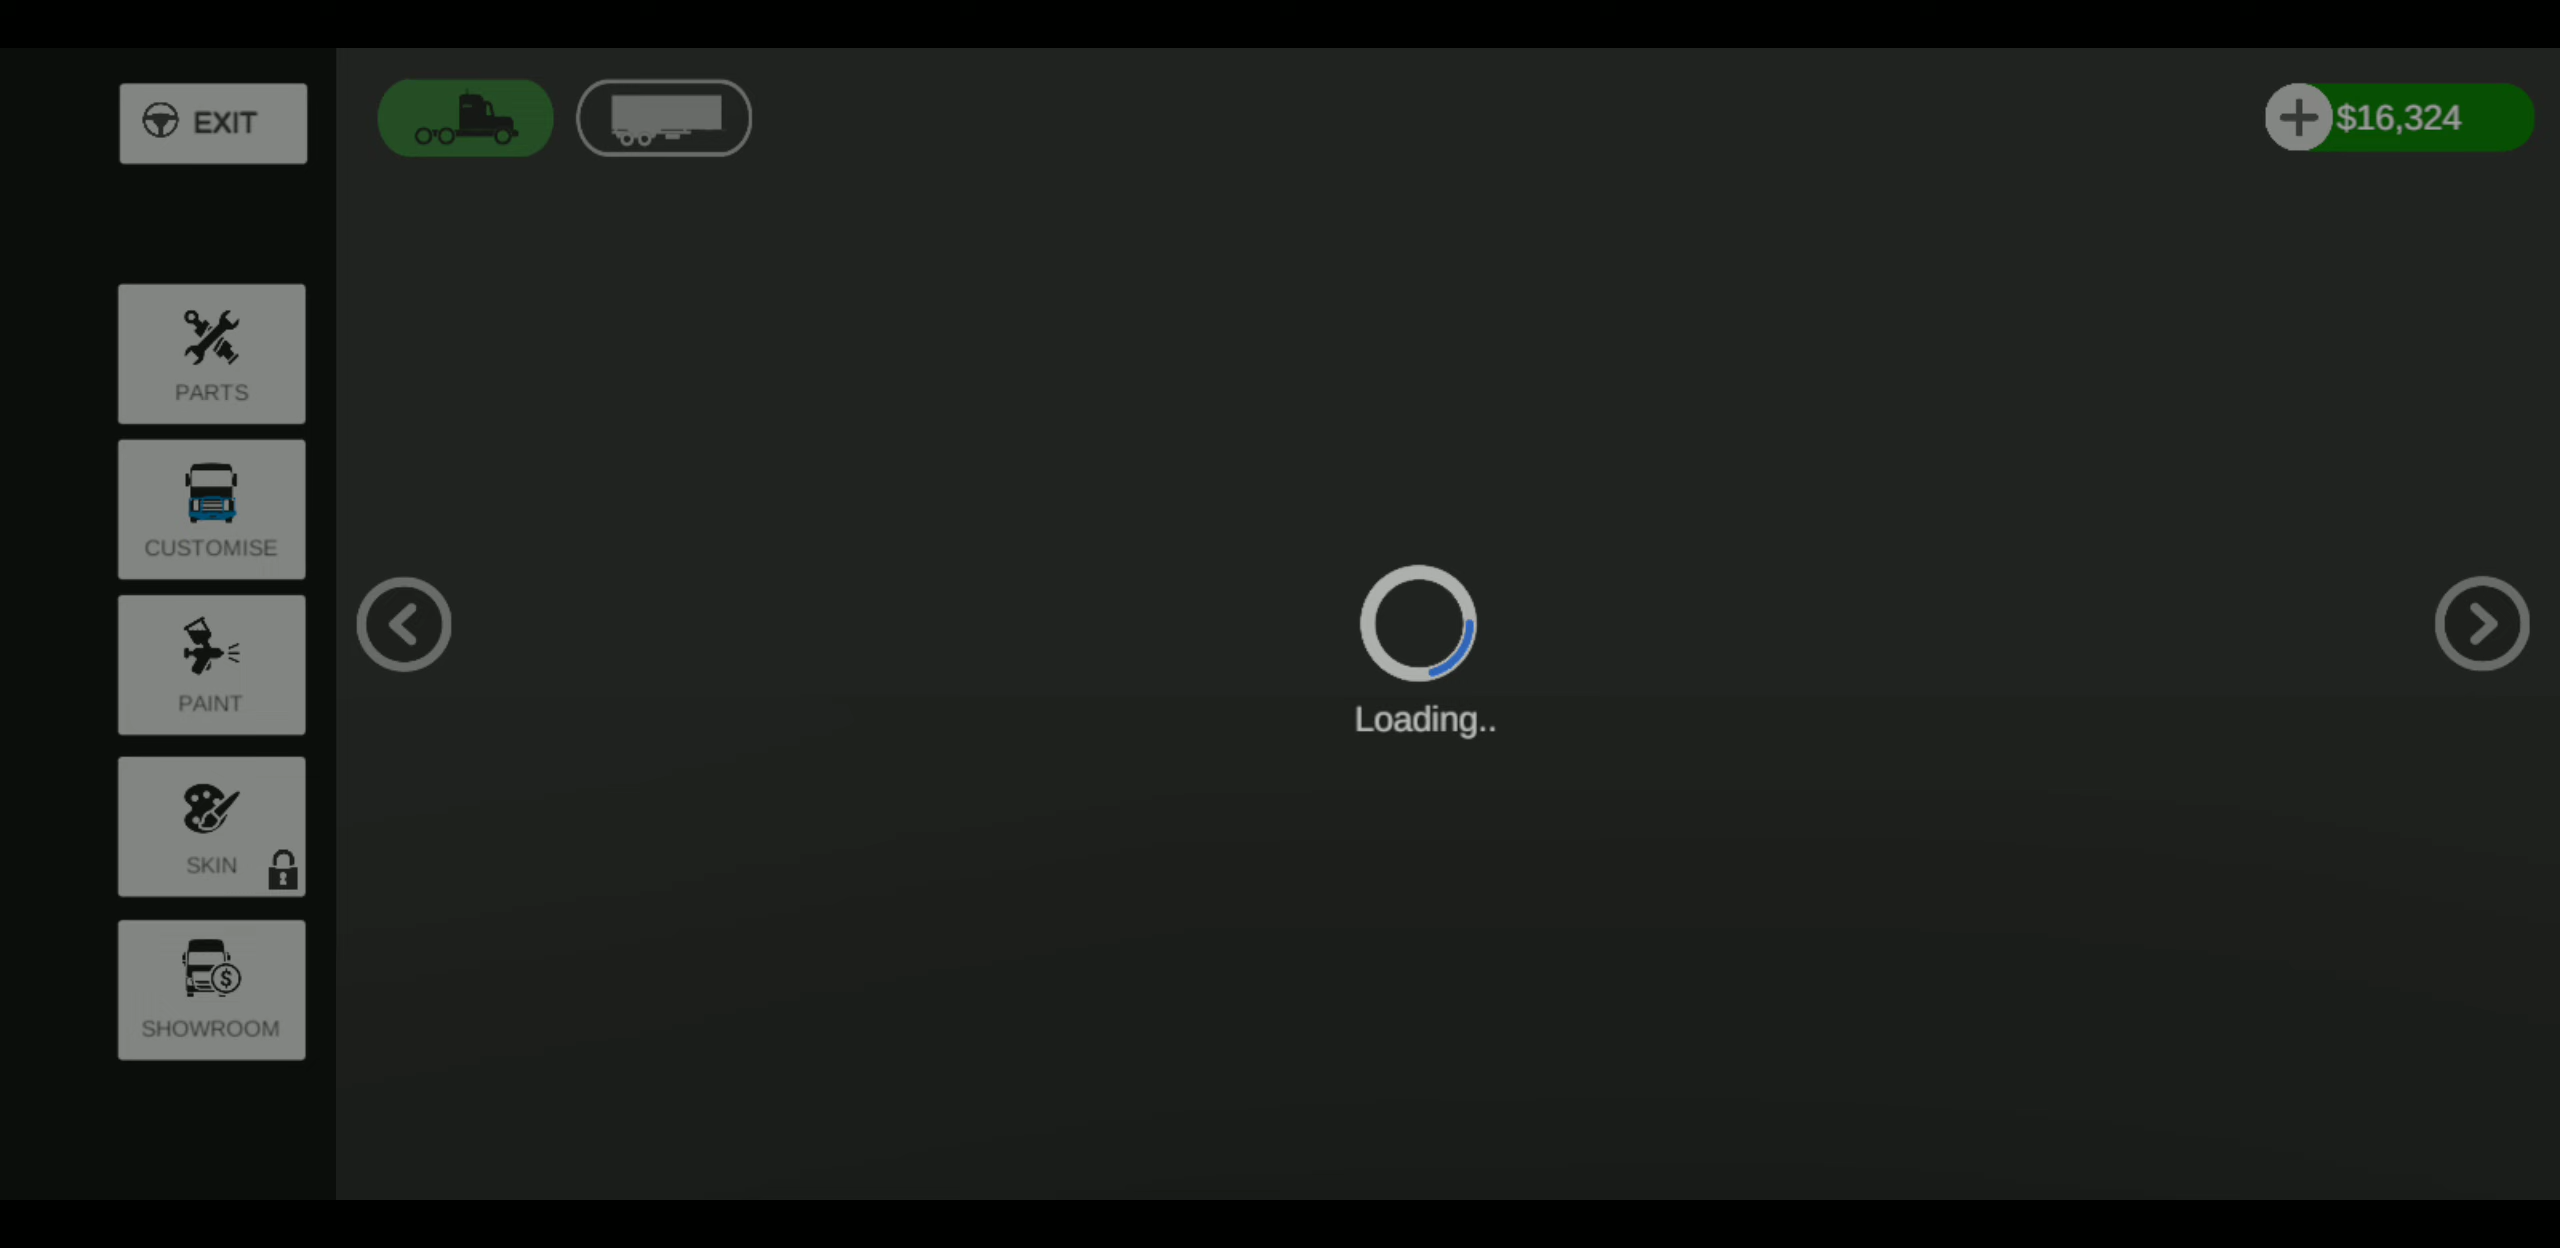 EXIT
$16,324
PARTS
CUSTOMISE
PAINT
SKIN
SHOWROOM
Loading..